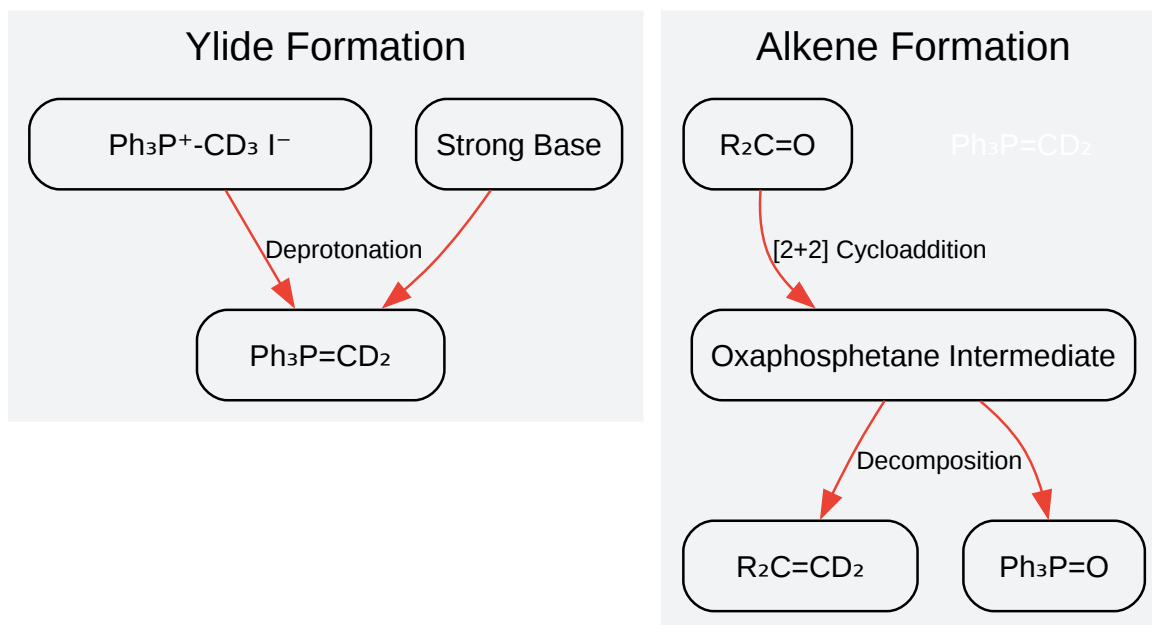 Ylide Formation
Ph₃P⁺-CD₃ I⁻
Strong Base
Deprotonation
Ph₃P=CD₂
Alkene Formation
R₂C=O
Ph₃P=CD₂
[2+2] Cycloaddition
Oxaphosphetane Intermediate
Decomposition
R₂C=CD₂
Ph₃P=O